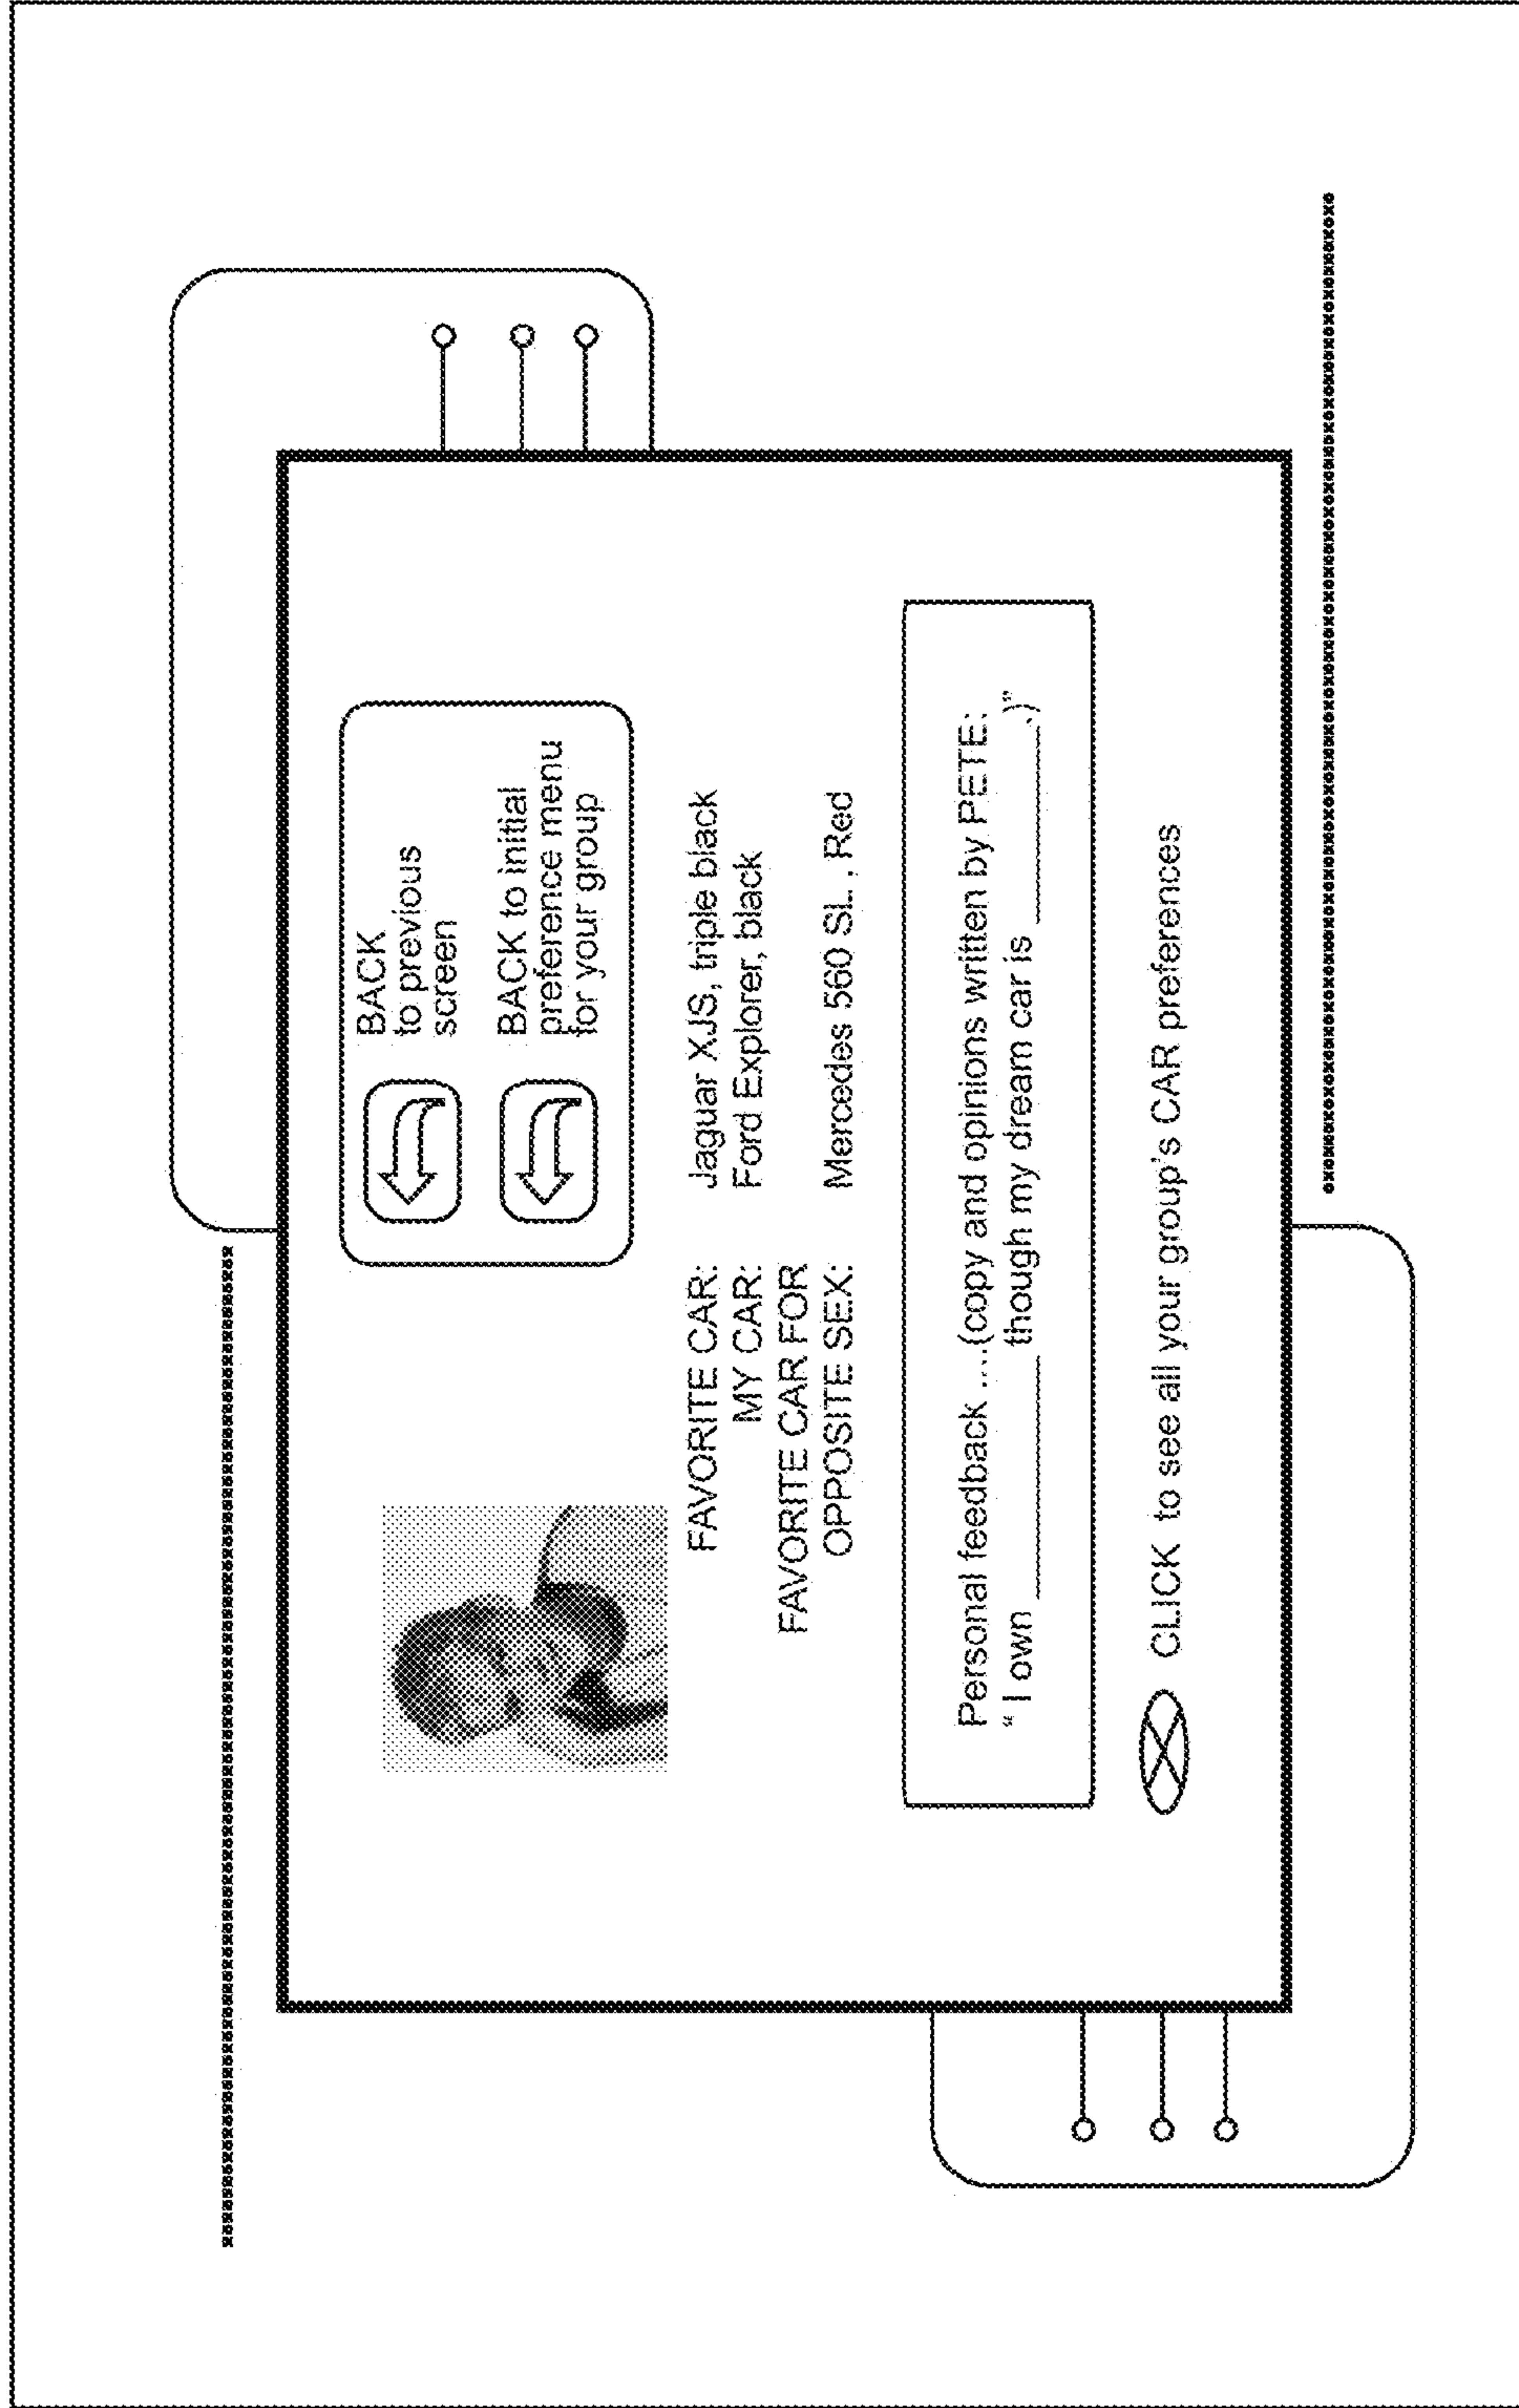 BACK
to previous
screen
BACK to initial
preference menu
for your group
FAVORITE CAR: Jaguar XJS, triple black
MY CAR: Ford Explorer, black
FAVORITE CAR FOR
OPPOSITE SEX: Mercedes 560 SL , Red
Personal feedback ....(copy and opinions written by PETE:
“ I own ____________ though my dream car is __________.)”
CLICK to see all your group's CAR preferences